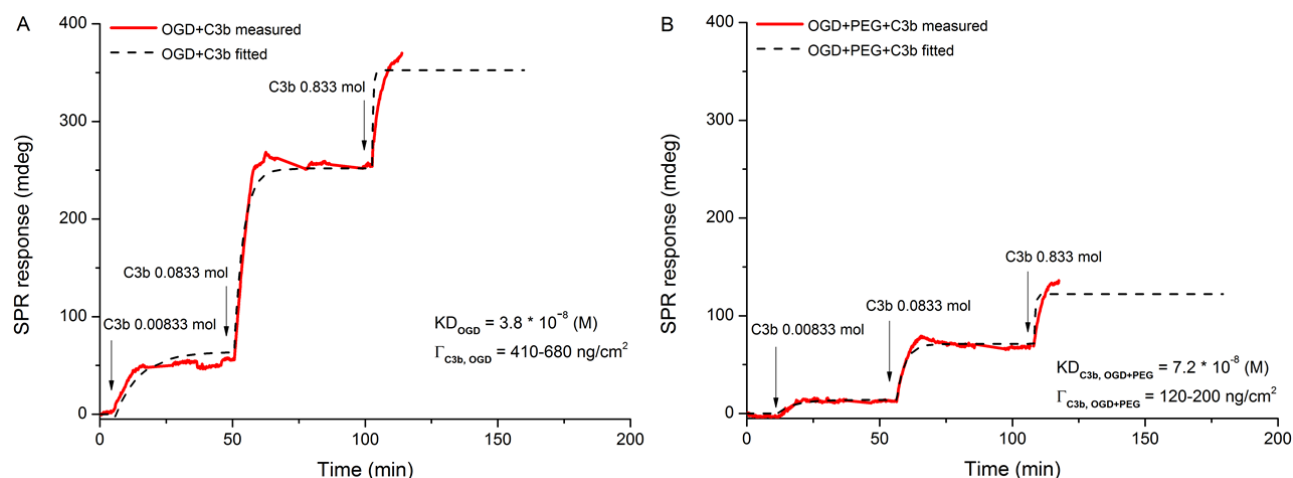 A
400
300
200
100
0
0
50
100
150
200
SPR response (mdeg)
Time (min)
OGD+C3b measured
OGD+C3b fitted
C3b 0.833 mol
C3b 0.0833 mol
C3b 0.00833 mol
KD_OGD = 3.8 * 10⁻⁸ (M)
Γ_C3b, OGD = 410-680 ng/cm²
B
400
300
200
100
0
0
50
100
150
200
SPR response (mdeg)
Time (min)
OGD+PEG+C3b measured
OGD+PEG+C3b fitted
C3b 0.833 mol
C3b 0.0833 mol
C3b 0.00833 mol
KD_C3b, OGD+PEG = 7.2 * 10⁻⁸ (M)
Γ_C3b, OGD+PEG = 120-200 ng/cm²